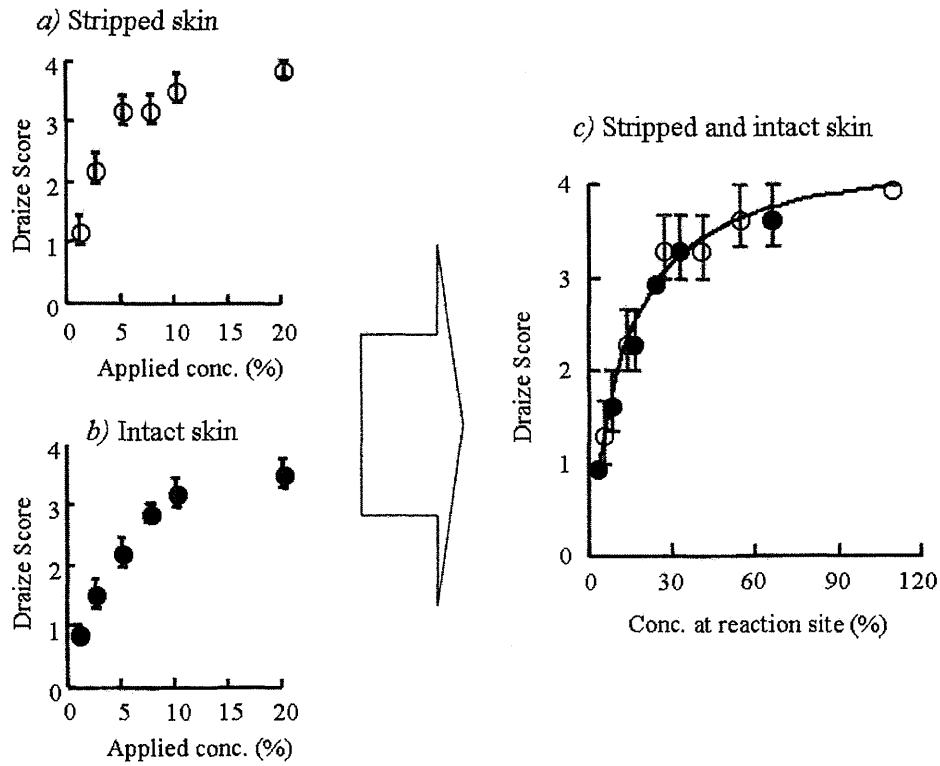 a) Stripped skin
4
3
2
1
0
Draize Score
0 5 10 15 20
Applied conc. (%)
b) Intact skin
4
3
2
1
0
Draize Score
0 5 10 15 20
Applied conc. (%)
c) Stripped and intact skin
4
3
2
1
0
Draize Score
0 30 60 90 120
Conc. at reaction site (%)